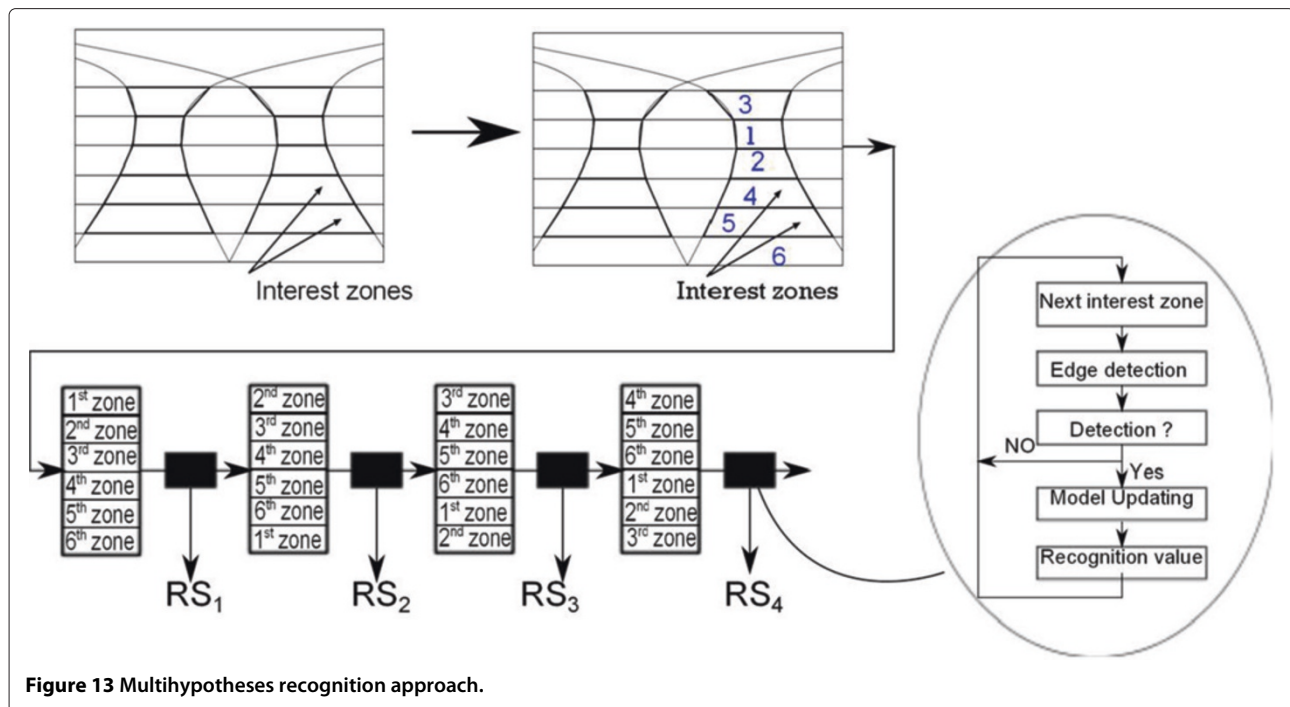 Interest zones
3
1
2
4
5
6
Interest zones
1st zone
2nd zone
3rd zone
4th zone
5th zone
6th zone
RS1
2nd zone
3rd zone
4th zone
5th zone
6th zone
1st zone
RS2
3rd zone
4th zone
5th zone
6th zone
1st zone
2nd zone
RS3
4th zone
5th zone
6th zone
1st zone
2nd zone
3rd zone
RS4
Next interest zone
Edge detection
Detection ?
NO
Yes
Model Updating
Recognition value
Figure 13 Multihypotheses recognition approach.